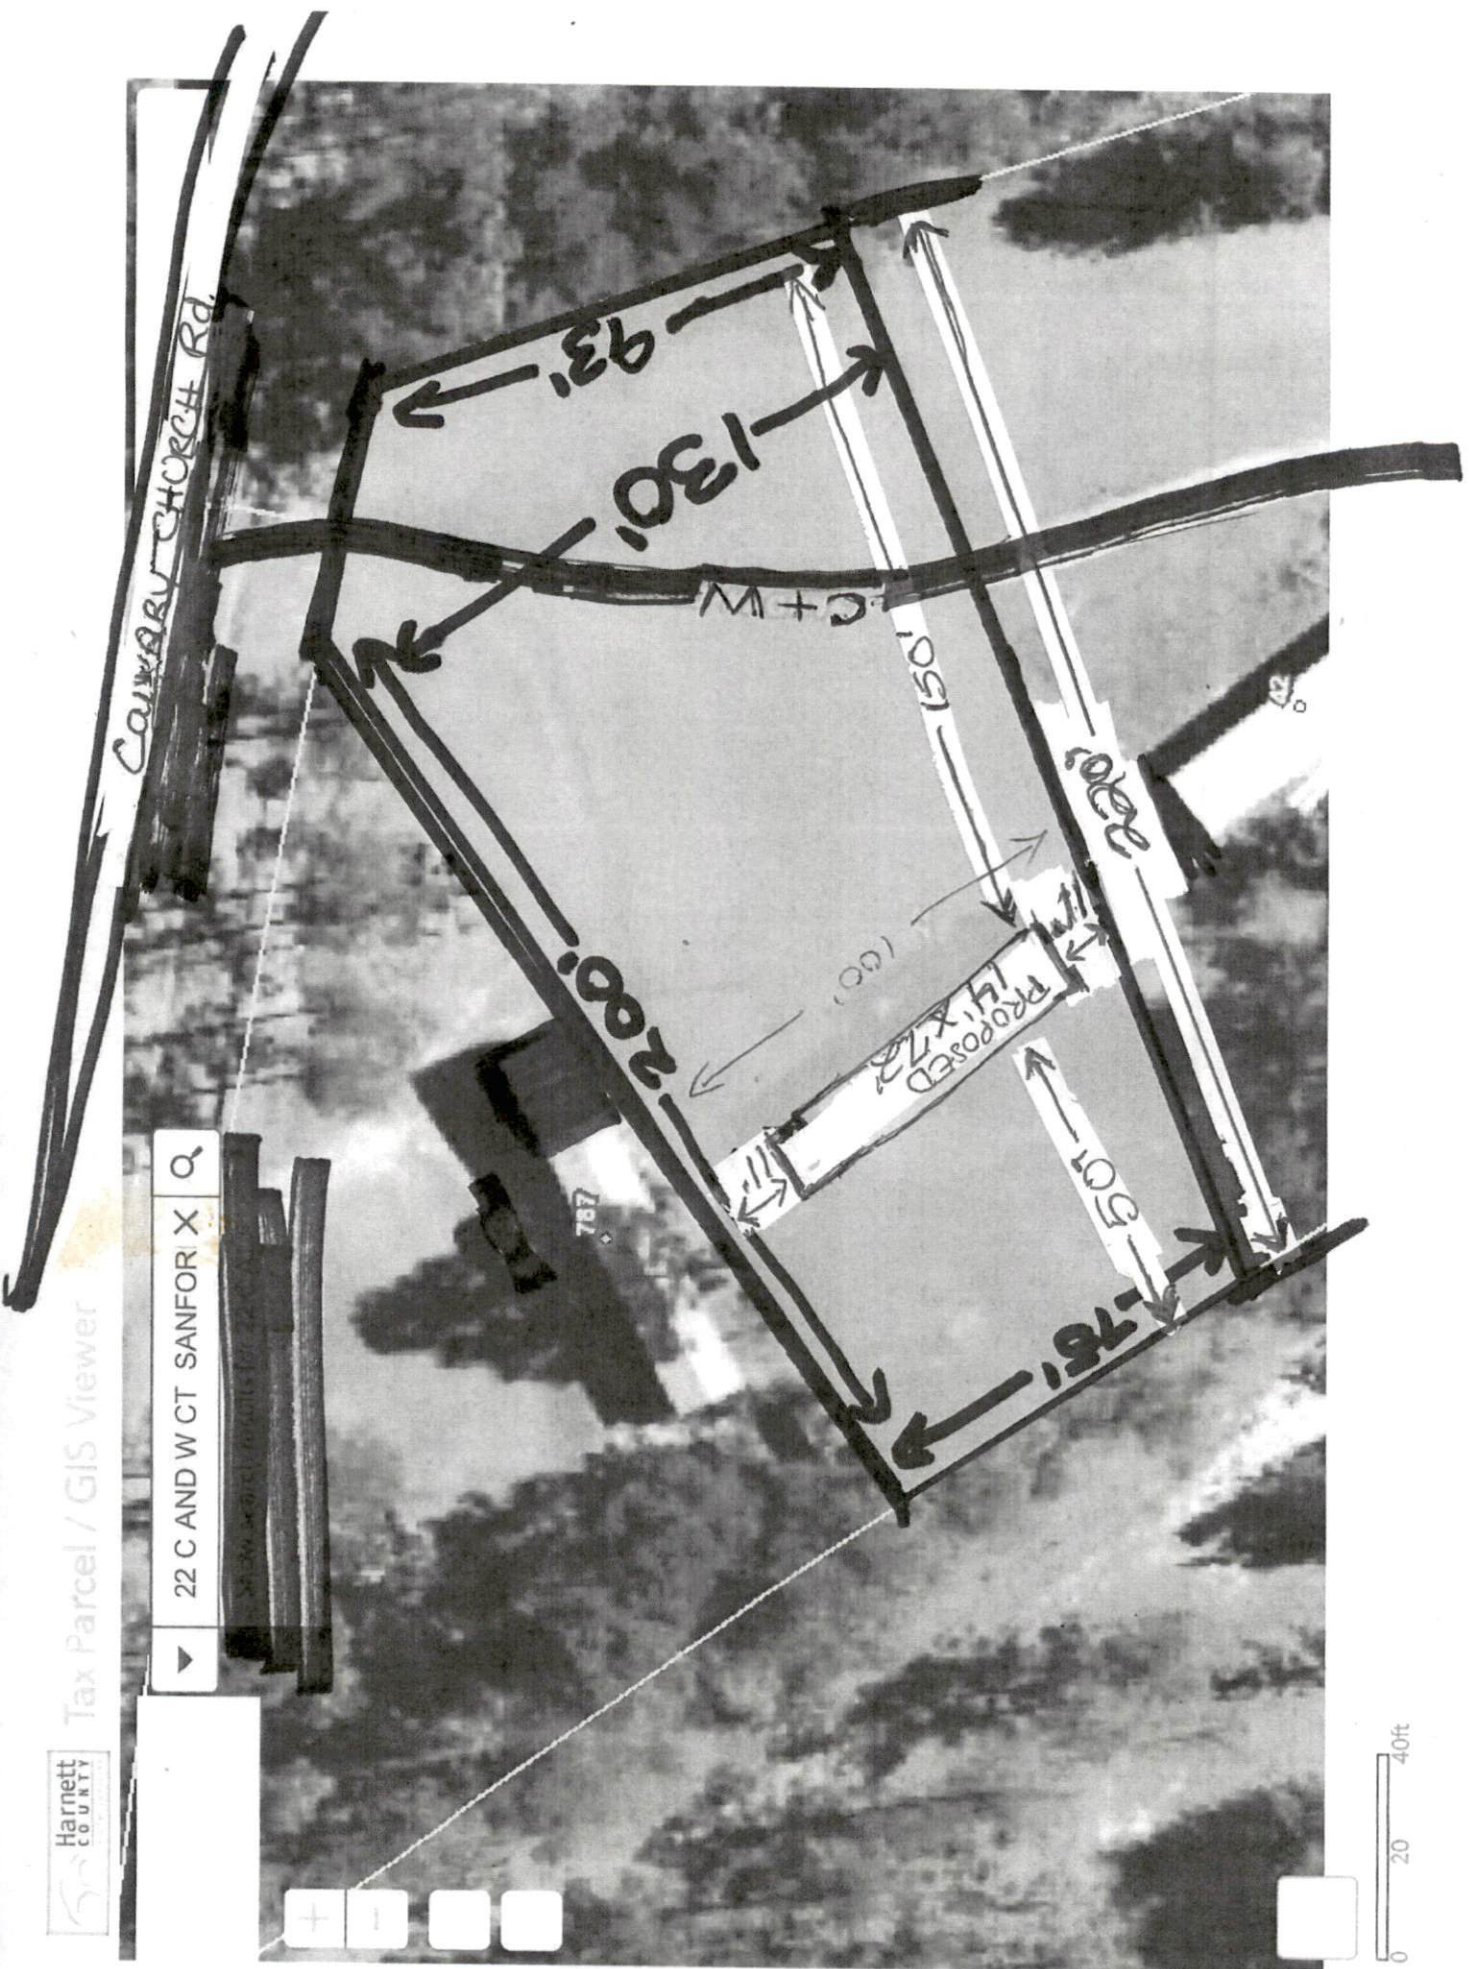 Harnett
COUNTY
Tax Parcel / GIS Viewer
22 C AND W CT SANFOR X
CALVARY CHURCH Rd.
93'
130'
C+W
150'
220'
200'
100'
PROPOSED
14' X 72'
11'
11'
50'
75'
787
42
0 20 40ft